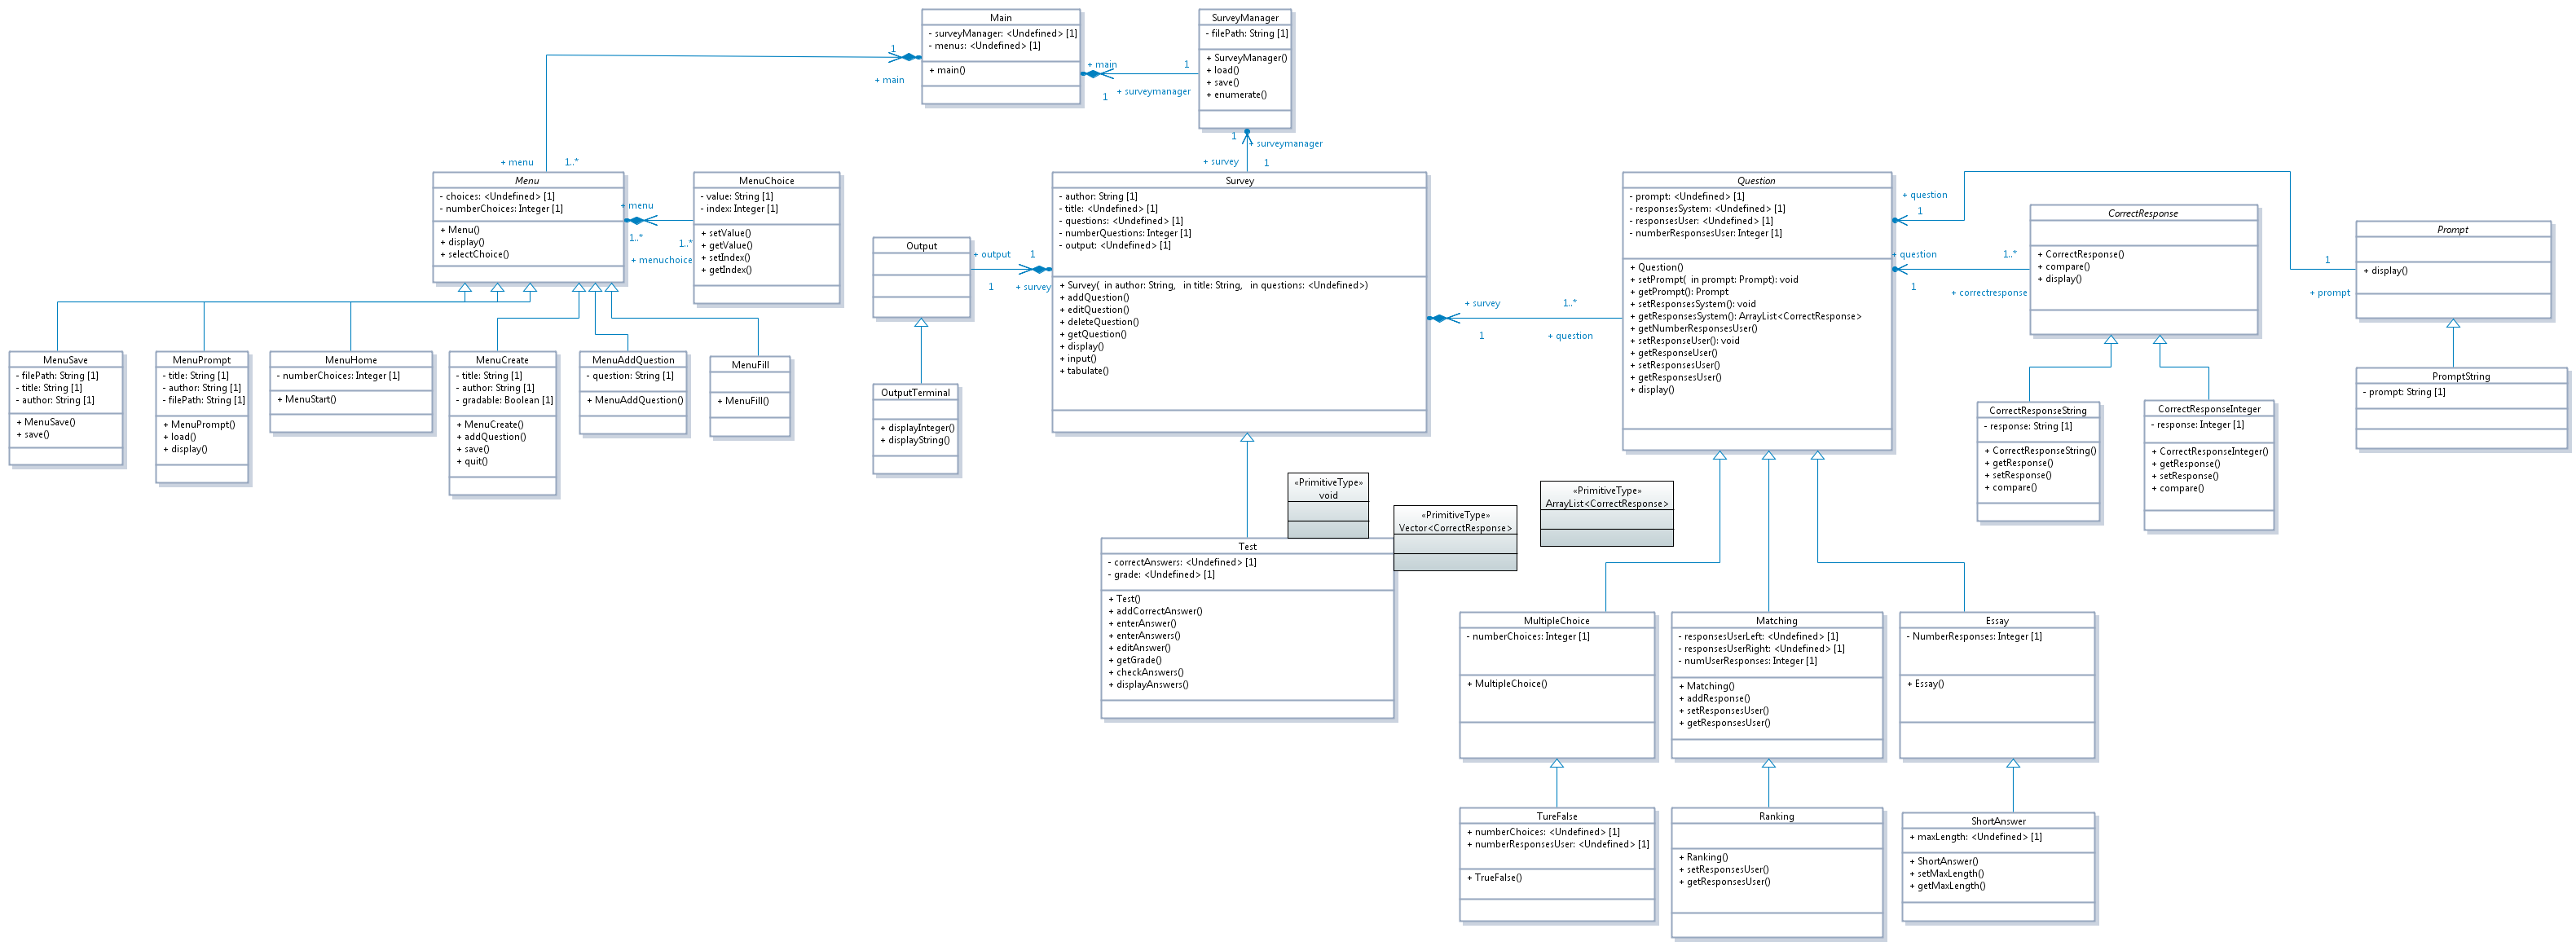 Main
- surveyManager: <Undefined> [1]
- menus: <Undefined> [1]
+ main()
SurveyManager
- filePath: String [1]
+ SurveyManager()
+ load()
+ save()
+ enumerate()
1
+ main
+ main
1
1
+ surveymanager
1
+ surveymanager
+ survey
1
+ menu
1..*
Menu
- choices: <Undefined> [1]
- numberChoices: Integer [1]
+ Menu()
+ display()
+ selectChoice()
+ menu
1..*
1..*
+ menuchoice
MenuChoice
- value: String [1]
- index: Integer [1]
+ setValue()
+ getValue()
+ setIndex()
+ getIndex()
Output
+ output
1
1
+ survey
Survey
- author: String [1]
- title: <Undefined> [1]
- questions: <Undefined> [1]
- numberQuestions: Integer [1]
- output: <Undefined> [1]
+ Survey( in author: String, in title: String, in questions: <Undefined>)
+ addQuestion()
+ editQuestion()
+ deleteQuestion()
+ getQuestion()
+ display()
+ input()
+ tabulate()
+ survey
1..*
1
+ question
Question
- prompt: <Undefined> [1]
- responsesSystem: <Undefined> [1]
- responsesUser: <Undefined> [1]
- numberResponsesUser: Integer [1]
+ Question()
+ setPrompt( in prompt: Prompt): void
+ getPrompt(): Prompt
+ setResponsesSystem(): void
+ getResponsesSystem(): ArrayList<CorrectResponse>
+ getNumberResponsesUser()
+ setResponseUser(): void
+ getResponseUser()
+ setResponsesUser()
+ getResponsesUser()
+ display()
+ question
1
+ question
1..*
1
+ correctresponse
CorrectResponse
+ CorrectResponse()
+ compare()
+ display()
1
+ prompt
Prompt
+ display()
MenuSave
- filePath: String [1]
- title: String [1]
- author: String [1]
+ MenuSave()
+ save()
MenuPrompt
- title: String [1]
- author: String [1]
- filePath: String [1]
+ MenuPrompt()
+ load()
+ display()
MenuHome
- numberChoices: Integer [1]
+ MenuStart()
MenuCreate
- title: String [1]
- author: String [1]
- gradable: Boolean [1]
+ MenuCreate()
+ addQuestion()
+ save()
+ quit()
MenuAddQuestion
- question: String [1]
+ MenuAddQuestion()
MenuFill
+ MenuFill()
OutputTerminal
+ displayInteger()
+ displayString()
PromptString
- prompt: String [1]
CorrectResponseString
- response: String [1]
+ CorrectResponseString()
+ getResponse()
+ setResponse()
+ compare()
CorrectResponseInteger
- response: Integer [1]
+ CorrectResponseInteger()
+ getResponse()
+ setResponse()
+ compare()
«PrimitiveType»
void
«PrimitiveType»
Vector<CorrectResponse>
«PrimitiveType»
ArrayList<CorrectResponse>
Test
- correctAnswers: <Undefined> [1]
- grade: <Undefined> [1]
+ Test()
+ addCorrectAnswer()
+ enterAnswer()
+ enterAnswers()
+ editAnswer()
+ getGrade()
+ checkAnswers()
+ displayAnswers()
MultipleChoice
- numberChoices: Integer [1]
+ MultipleChoice()
Matching
- responsesUserLeft: <Undefined> [1]
- responsesUserRight: <Undefined> [1]
- numUserResponses: Integer [1]
+ Matching()
+ addResponse()
+ setResponsesUser()
+ getResponsesUser()
Essay
- NumberResponses: Integer [1]
+ Essay()
TureFalse
+ numberChoices: <Undefined> [1]
+ numberResponsesUser: <Undefined> [1]
+ TrueFalse()
Ranking
+ Ranking()
+ setResponsesUser()
+ getResponsesUser()
ShortAnswer
+ maxLength: <Undefined> [1]
+ ShortAnswer()
+ setMaxLength()
+ getMaxLength()